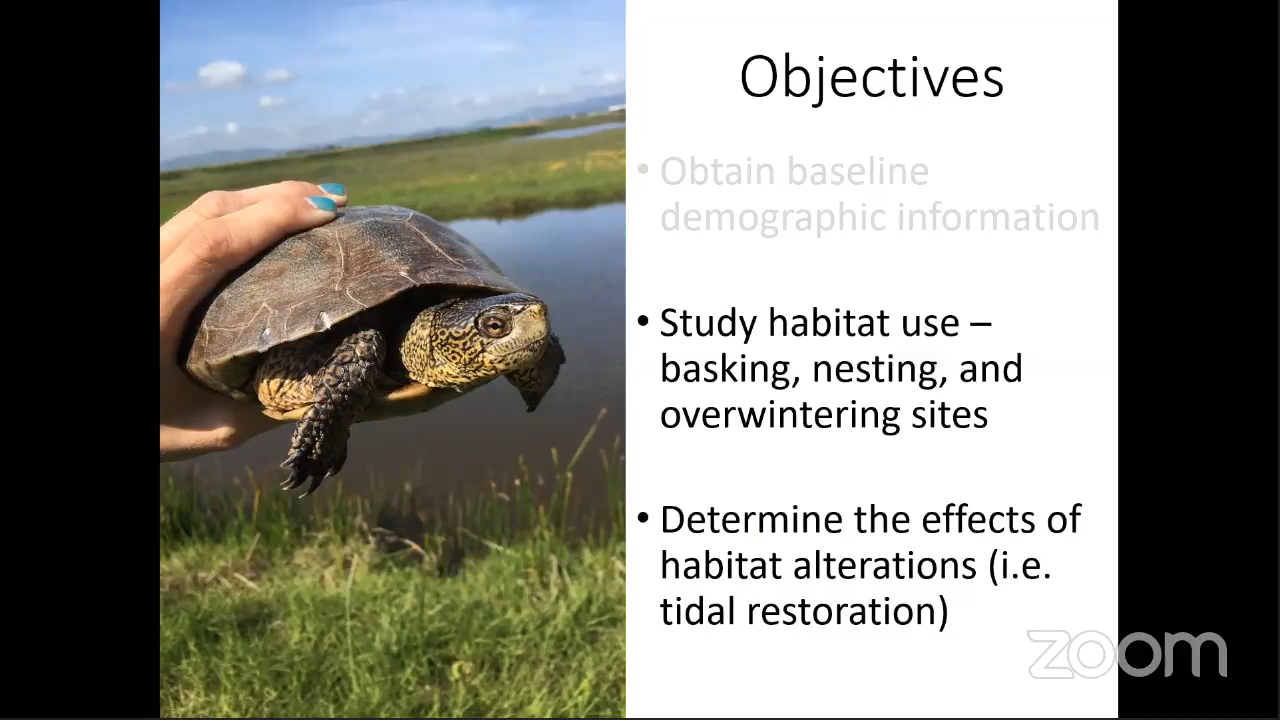 Objectives
• Obtain baseline
demographic information
• Study habitat use –
basking, nesting, and
overwintering sites
• Determine the effects of
habitat alterations (i.e.
tidal restoration)
zoom